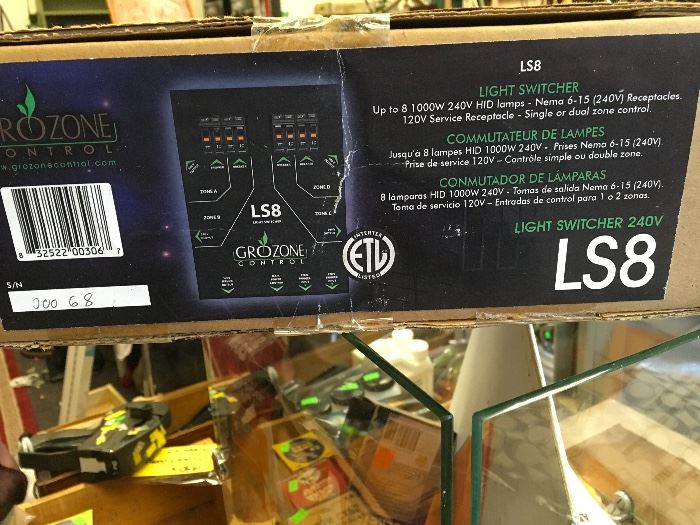 GROZONE
CONTROL
www.grozonecontrol.com
8 32522 00306 7
S/N
00068
ZONE A
ZONE B
ZONE D
ZONE C
LS8
LIGHT SWITCHER
GROZONE
CONTROL
INTERTEK
ETL
LISTED
LS8
LIGHT SWITCHER
Up to 8 1000W 240V HID lamps - Nema 6-15 (240V) Receptacles.
120V Service Receptacle - Single or dual zone control.
COMMUTATEUR DE LAMPES
Jusqu'à 8 lampes HID 1000W 240V - Prises Nema 6-15 (240V).
Prise de service 120V - Contrôle simple ou double zone.
CONMUTADOR DE LÁMPARAS
8 lámparas HID 1000W 240V - Tomas de salida Nema 6-15 (240V).
Toma de servicio 120V - Entradas de control para 1 o 2 zonas.
LIGHT SWITCHER 240V
LS8